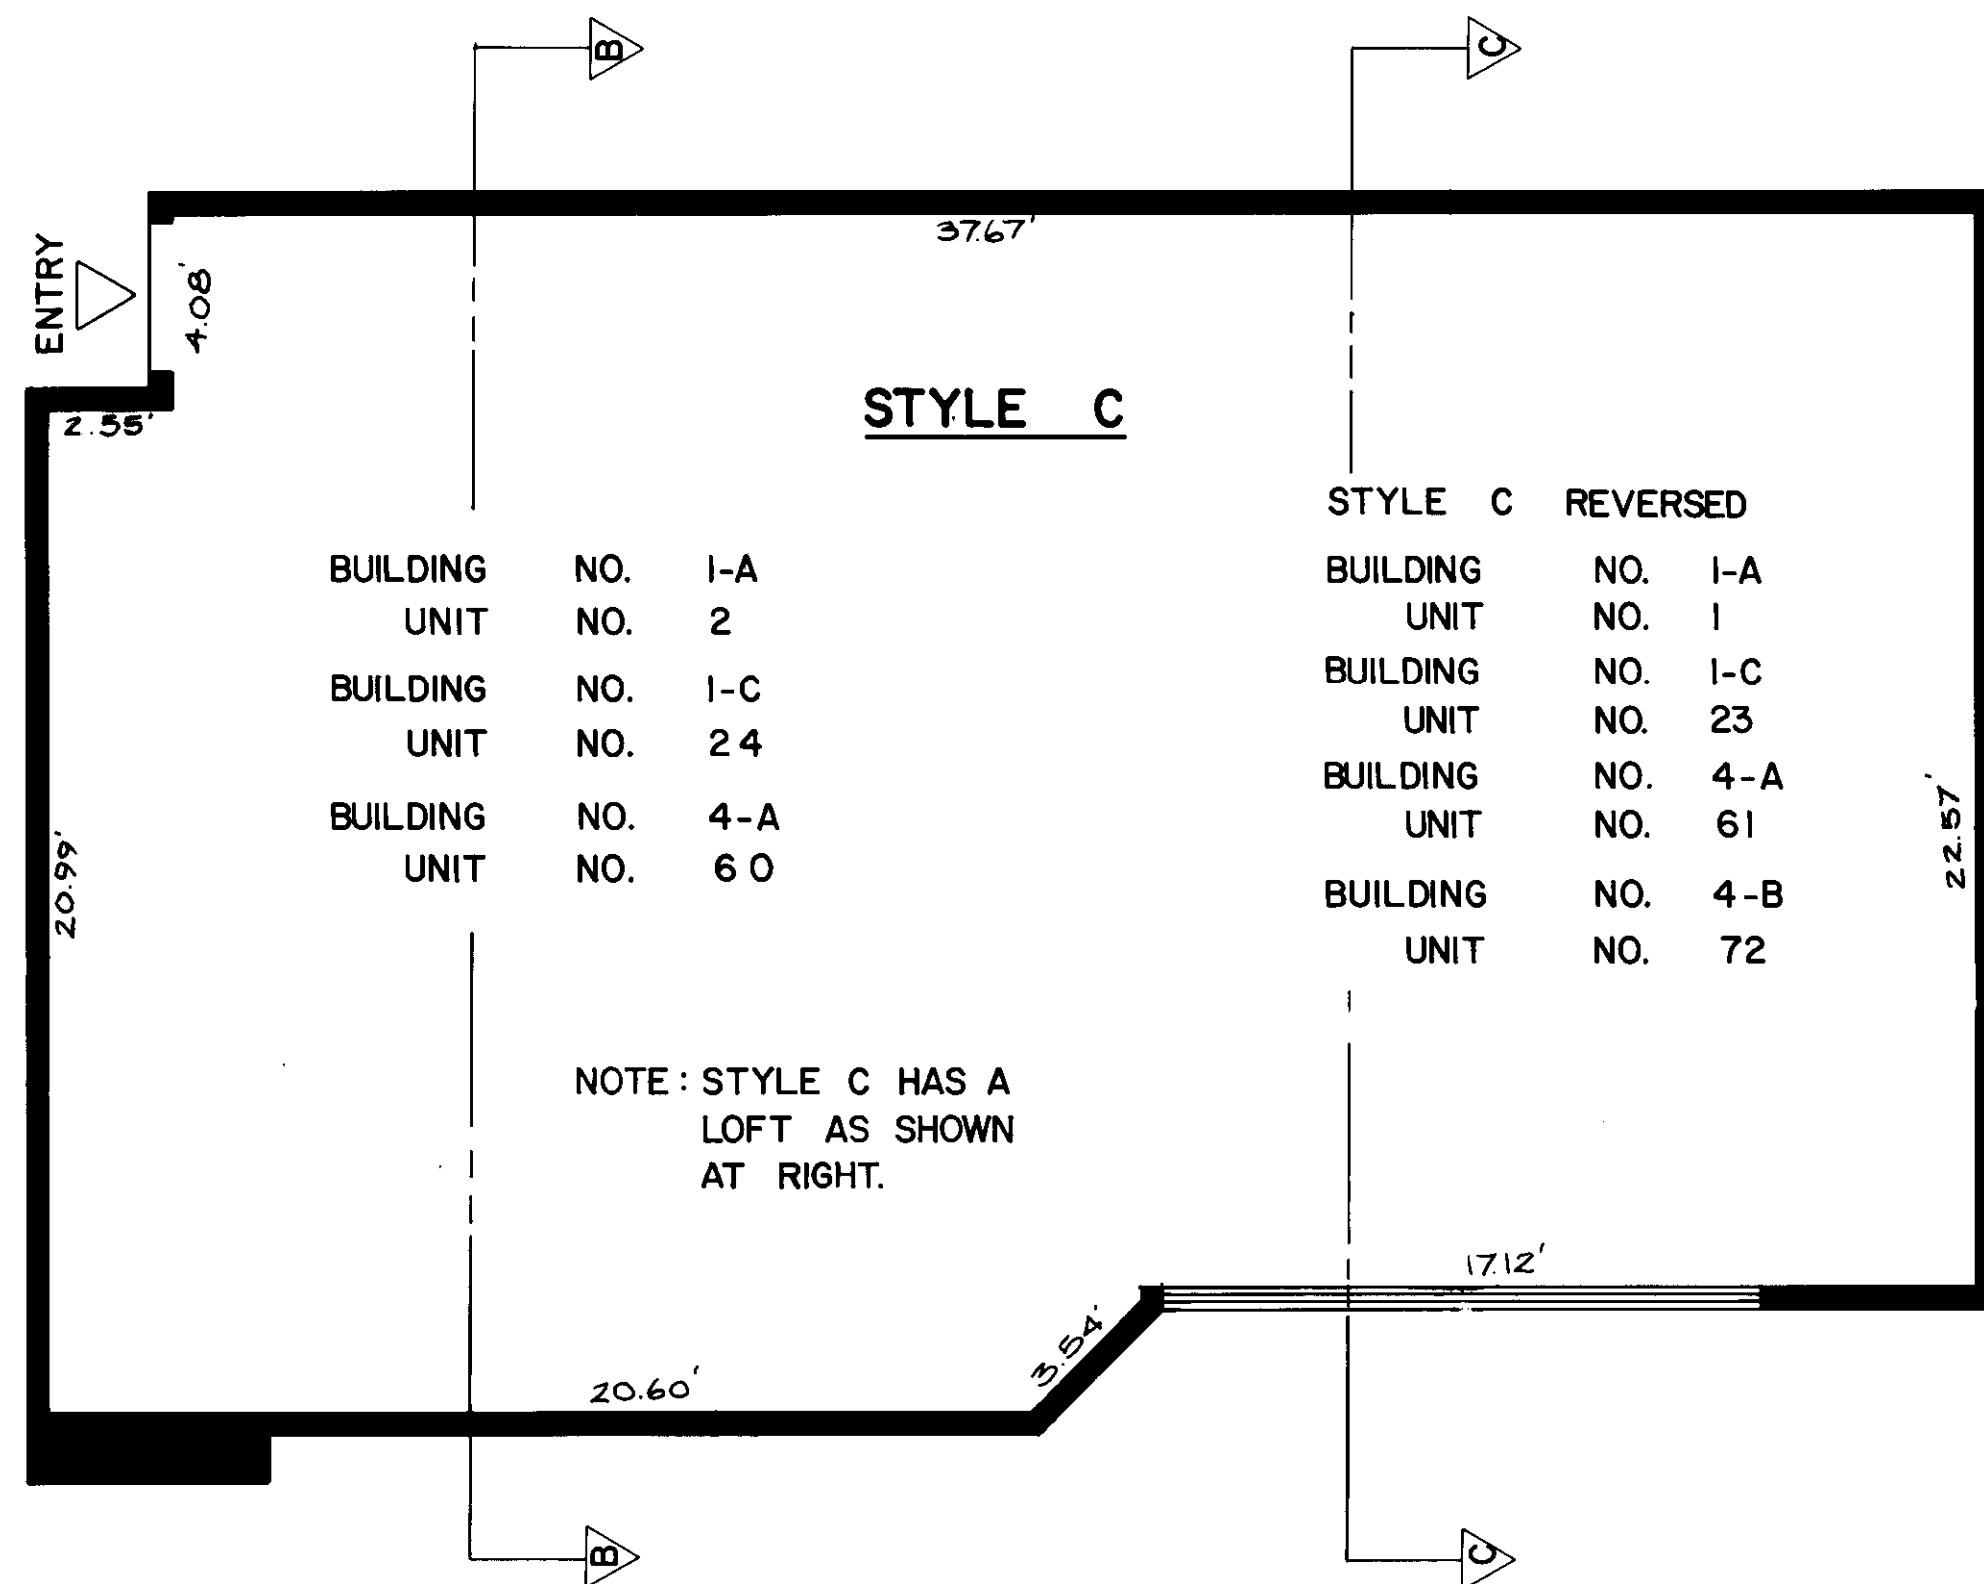 B
C
37.67'
ENTRY
4.08'
2.55'
STYLE C
STYLE C REVERSED
BUILDING NO. 1-A
UNIT NO. 2
BUILDING NO. 1-C
UNIT NO. 24
BUILDING NO. 4-A
UNIT NO. 60
BUILDING NO. 1-A
UNIT NO. 1
BUILDING NO. 1-C
UNIT NO. 23
BUILDING NO. 4-A
UNIT NO. 61
BUILDING NO. 4-B
UNIT NO. 72
20.99'
22.57'
NOTE: STYLE C HAS A
LOFT AS SHOWN
AT RIGHT.
17.12'
3.54'
20.60'
B
C